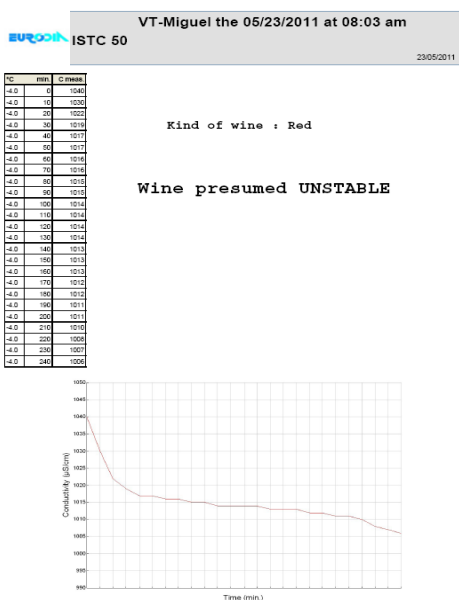 VT-Miguel the 05/23/2011 at 08:03 am
EURODIA ISTC 50
23/05/2011
°C min. C meas.
-4.0 0 1040
-4.0 10 1030
-4.0 20 1022
-4.0 30 1019
-4.0 40 1017
-4.0 50 1017
-4.0 60 1016
-4.0 70 1016
-4.0 80 1015
-4.0 90 1015
-4.0 100 1014
-4.0 110 1014
-4.0 120 1014
-4.0 130 1014
-4.0 140 1013
-4.0 150 1013
-4.0 160 1013
-4.0 170 1012
-4.0 180 1012
-4.0 190 1011
-4.0 200 1011
-4.0 210 1010
-4.0 220 1008
-4.0 230 1007
-4.0 240 1006
Kind of wine : Red
Wine presumed UNSTABLE
1050
1045
1040
1035
1030
1025
1020
1015
1010
1005
1000
995
990
Conductivity (µS/cm)
Time (min.)